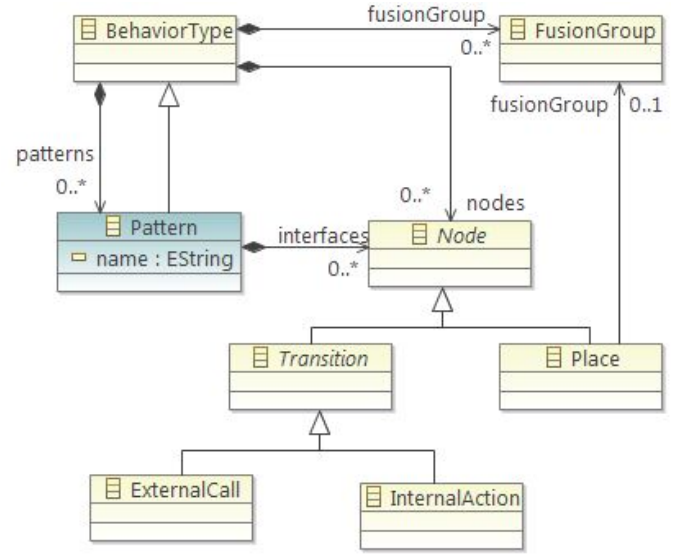 fusionGroup
BehaviorType
FusionGroup
0..*
fusionGroup 0..1
patterns
0..*
0..*
nodes
Pattern
interfaces
Node
name : EString
0..*
Transition
Place
ExternalCall
InternalAction